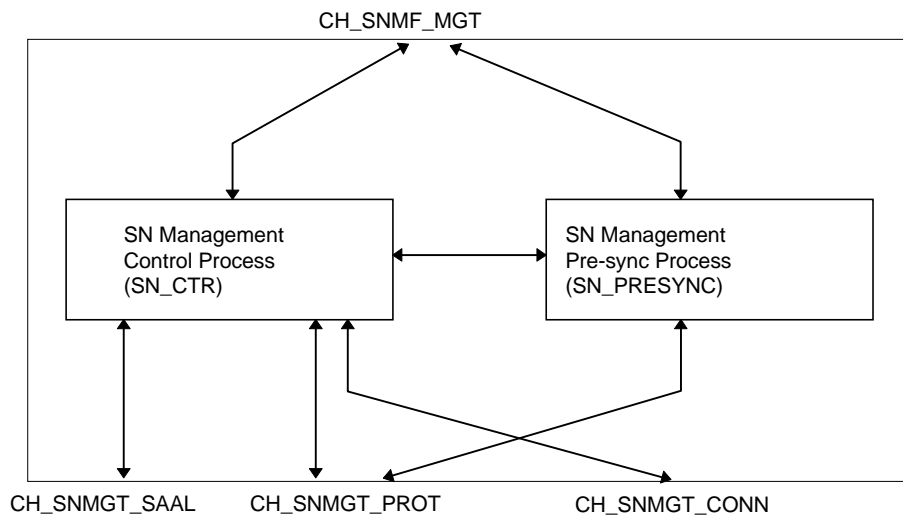 CH_SNMF_MGT
SN Management
Control Process
(SN_CTR)
SN Management
Pre-sync Process
(SN_PRESYNC)
CH_SNMGT_SAAL
CH_SNMGT_PROT
CH_SNMGT_CONN